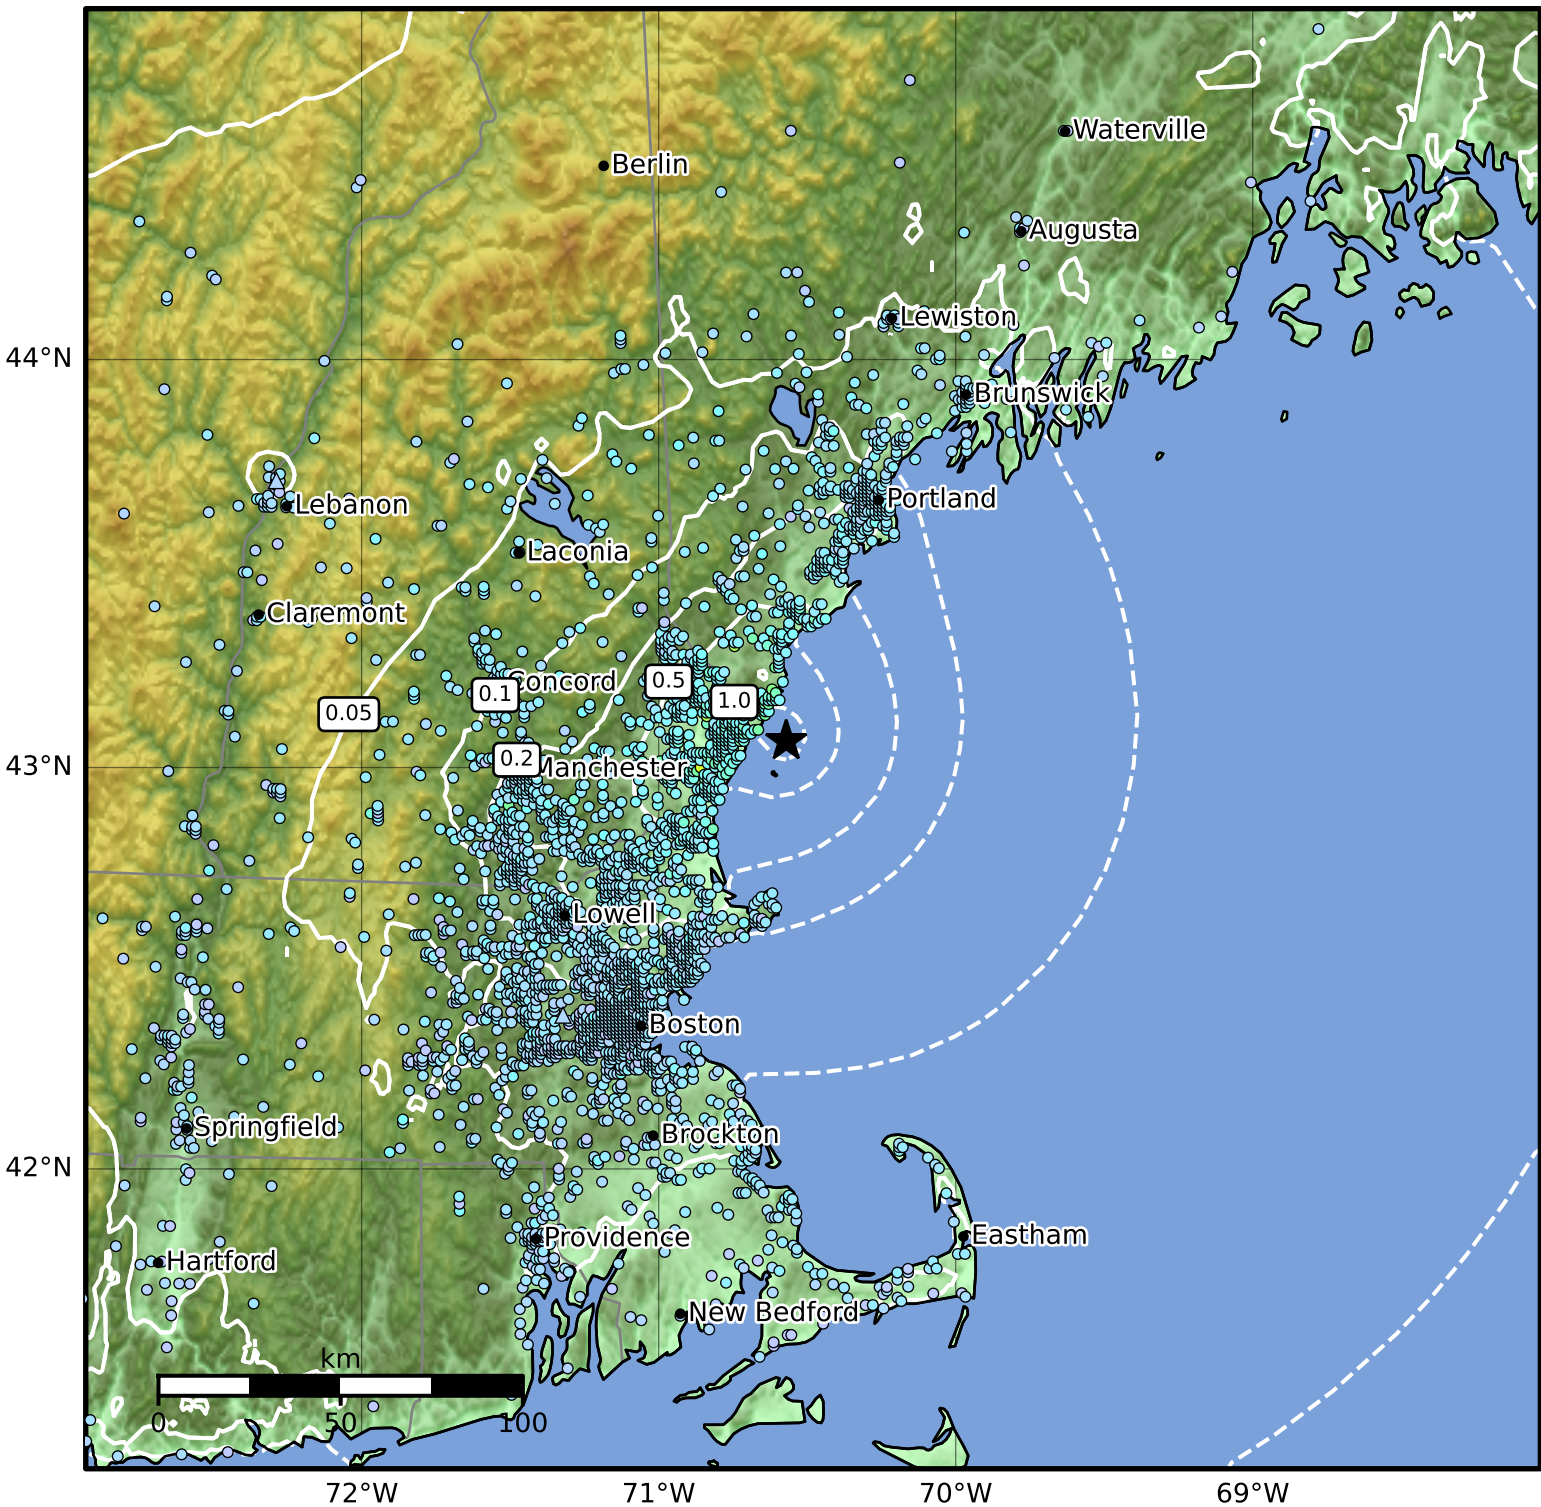 Waterville
Berlin
Augusta
Lewiston
44°N
Brunswick
Portland
Lebanon
Laconia
Claremont
Concord
0.5
0.1
1.0
0.05
0.2
Manchester
43°N
Lowell
Boston
Springfield
Brockton
42°N
Providence
Eastham
Hartford
New Bedford
km
0 50 100
72°W 71°W 70°W 69°W